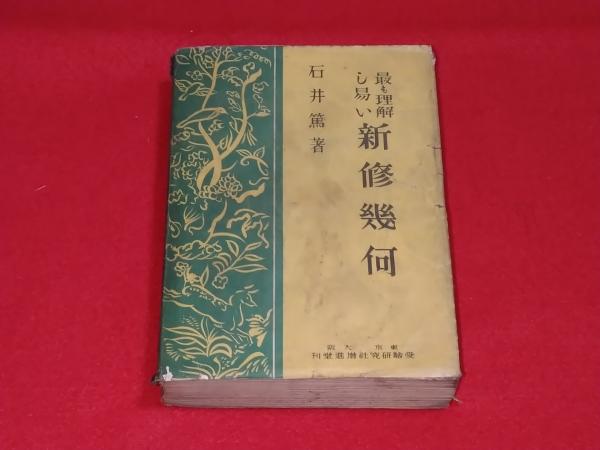 最も理解
し易い
新修幾何
石井篤著
東京 大阪
受験研究社増進堂刊